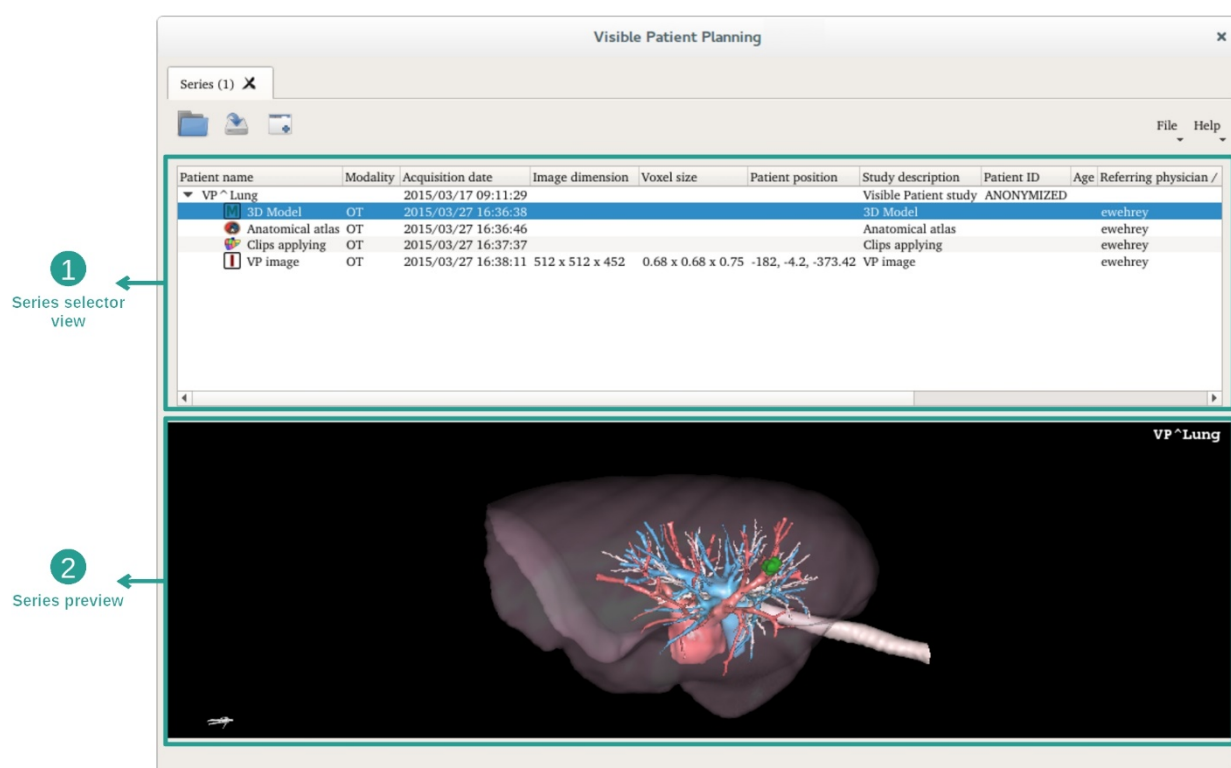 Visible Patient Planning
Series (1)
File Help
Patient name Modality Acquisition date Image dimension Voxel size Patient position Study description Patient ID Age Referring physician /
VP^Lung 2015/03/17 09:11:29 Visible Patient study ANONYMIZED
3D Model OT 2015/03/27 16:36:38 3D Model ewehrey
Anatomical atlas OT 2015/03/27 16:36:46 Anatomical atlas ewehrey
Clips applying OT 2015/03/27 16:37:37 Clips applying ewehrey
VP image OT 2015/03/27 16:38:11 512 x 512 x 452 0.68 x 0.68 x 0.75 -182, -4.2, -373.42 VP image ewehrey
1
Series selector
view
VP^Lung
2
Series preview